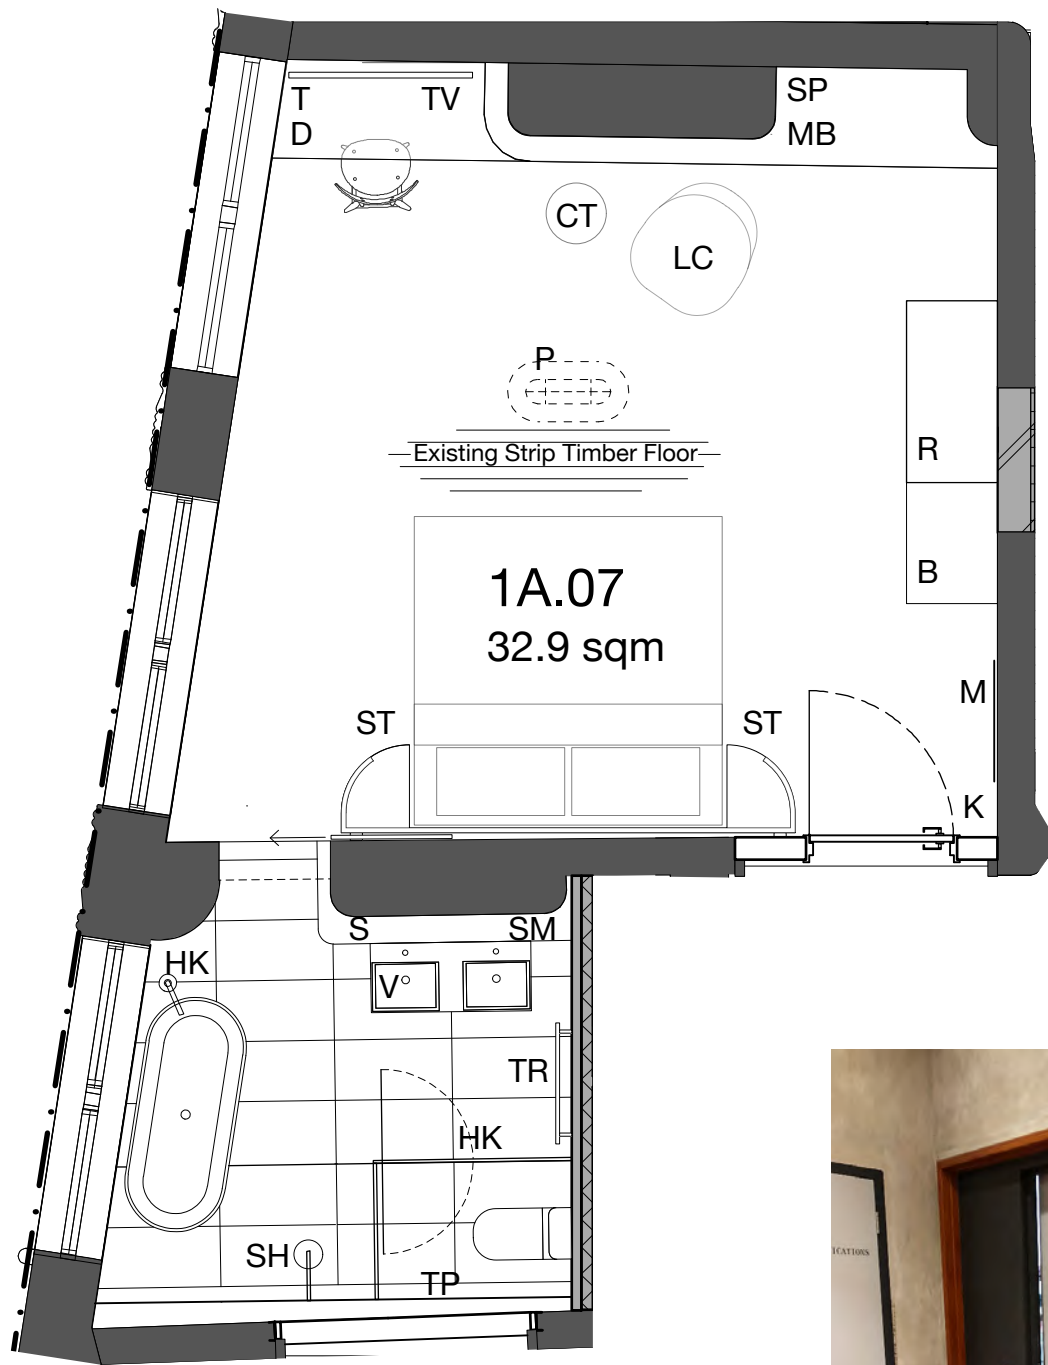 T
TV
D
SP
MB
CT
LC
P
Existing Strip Timber Floor
R
B
1A.07
32.9 sqm
ST
ST
M
K
S
SM
HK
V
TR
HK
SH
TP
ICATIONS